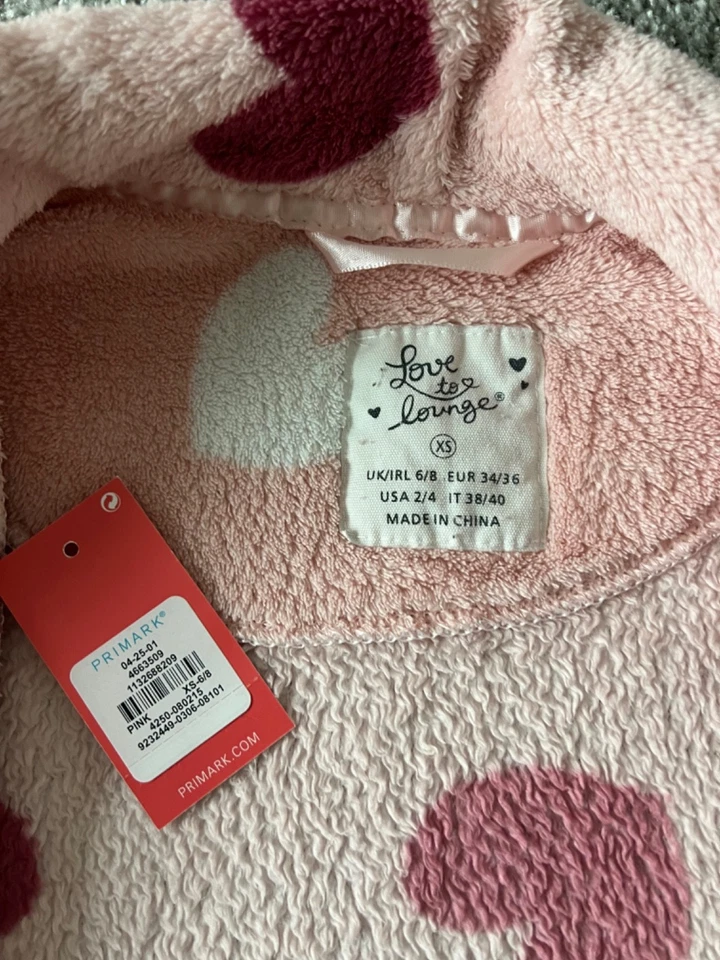 Love
to
lounge®
XS
UK/IRL 6/8 EUR 34/36
USA 2/4 IT 38/40
MADE IN CHINA
PRIMARK®
04-25-01
4663509
1132688209
XS-6/8
PINK
4250-080215
9232449-0306-08101
PRIMARK.COM